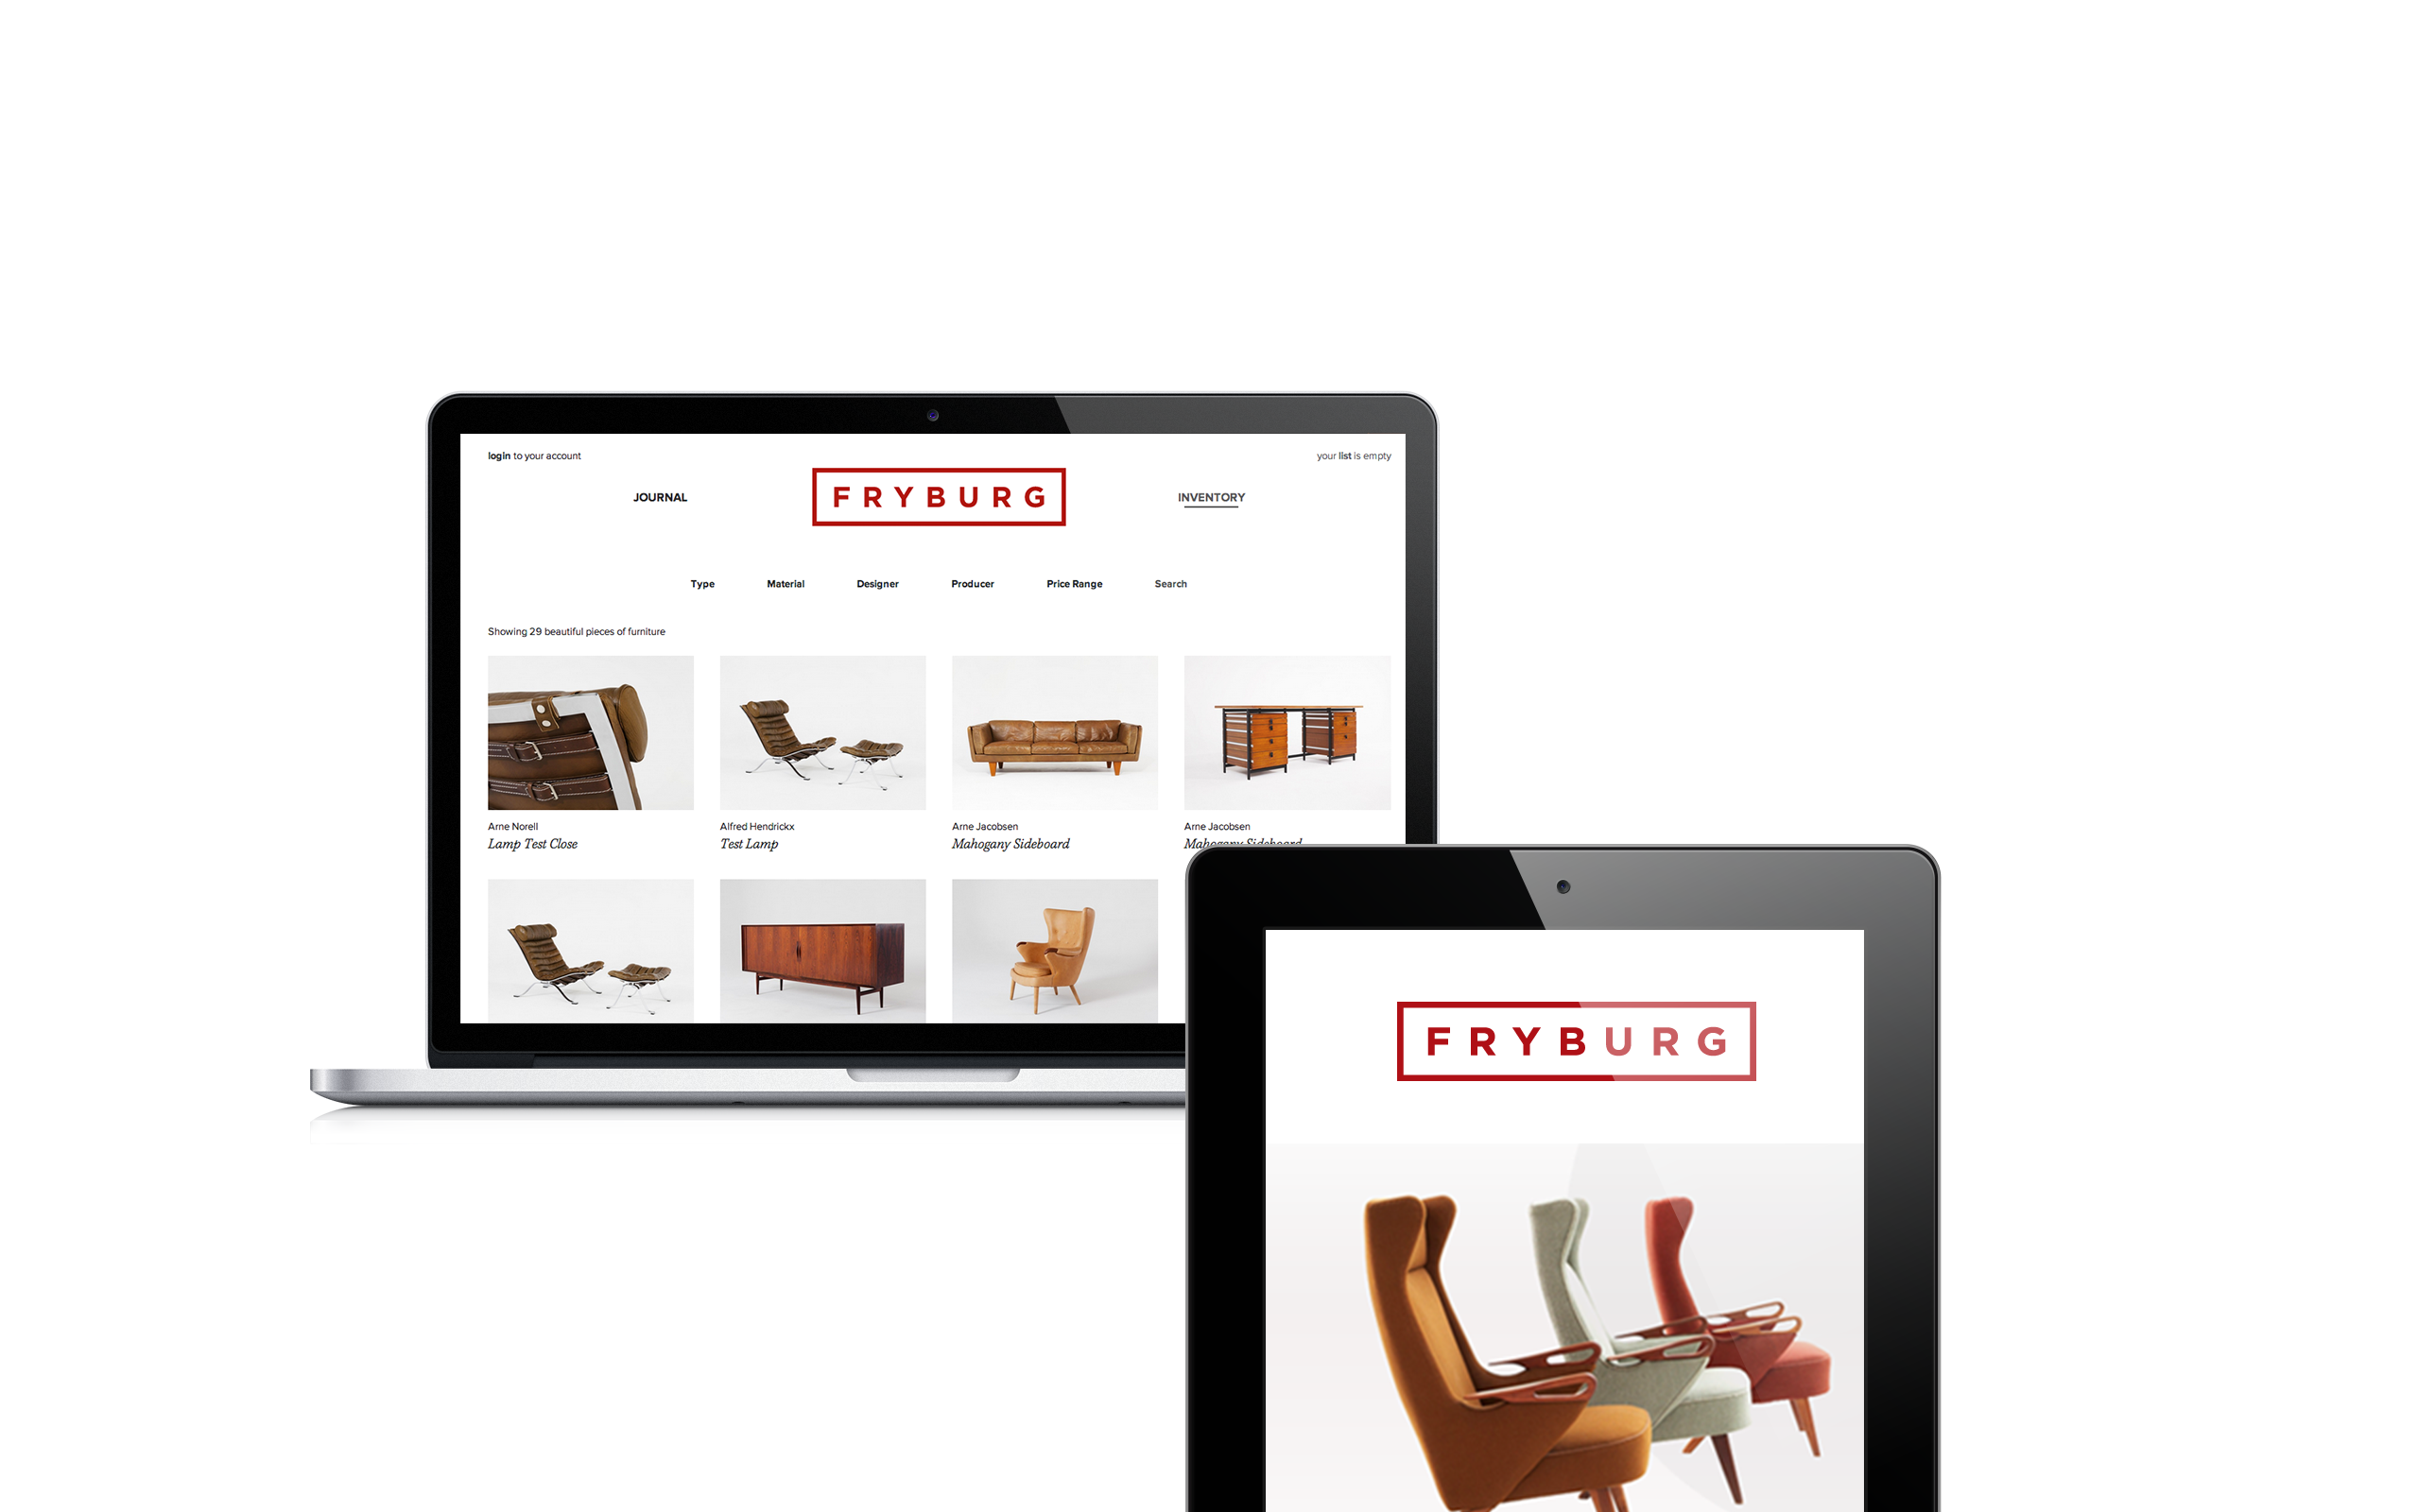 login to your account
your list is empty
JOURNAL
FRYBURG
INVENTORY
Type Material Designer Producer Price Range Search
Showing 29 beautiful pieces of furniture
Arne Norell
Lamp Test Close
Alfred Hendrickx
Test Lamp
Arne Jacobsen
Mahogany Sideboard
Arne Jacobsen
Mahogany Sideboard
FRYBURG